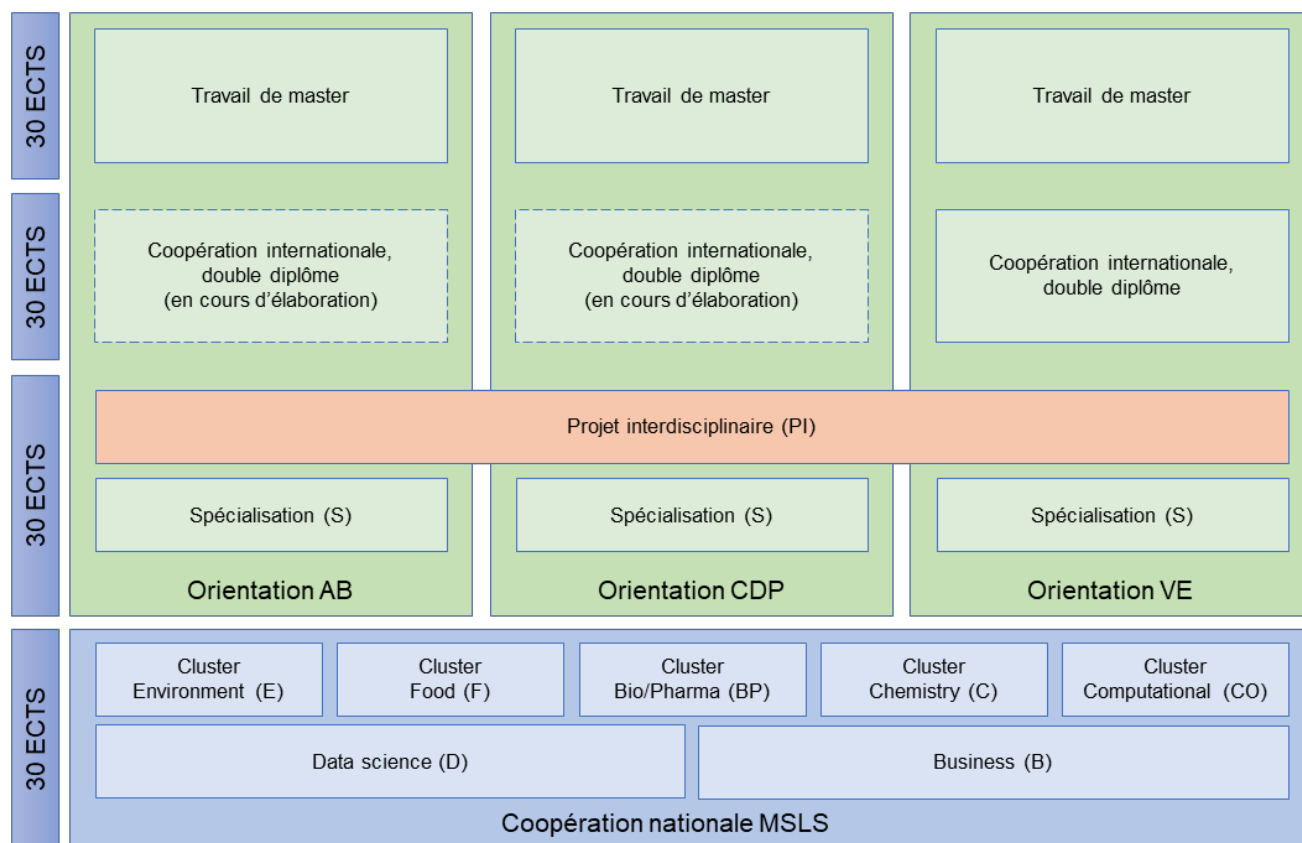 30 ECTS
Travail de master
Travail de master
Travail de master
30 ECTS
Coopération internationale,
double diplôme
(en cours d’élaboration)
Coopération internationale,
double diplôme
(en cours d’élaboration)
Coopération internationale,
double diplôme
30 ECTS
Projet interdisciplinaire (PI)
Spécialisation (S)
Spécialisation (S)
Spécialisation (S)
Orientation AB
Orientation CDP
Orientation VE
30 ECTS
Cluster
Environment (E)
Cluster
Food (F)
Cluster
Bio/Pharma (BP)
Cluster
Chemistry (C)
Cluster
Computational (CO)
Data science (D)
Business (B)
Coopération nationale MSLS